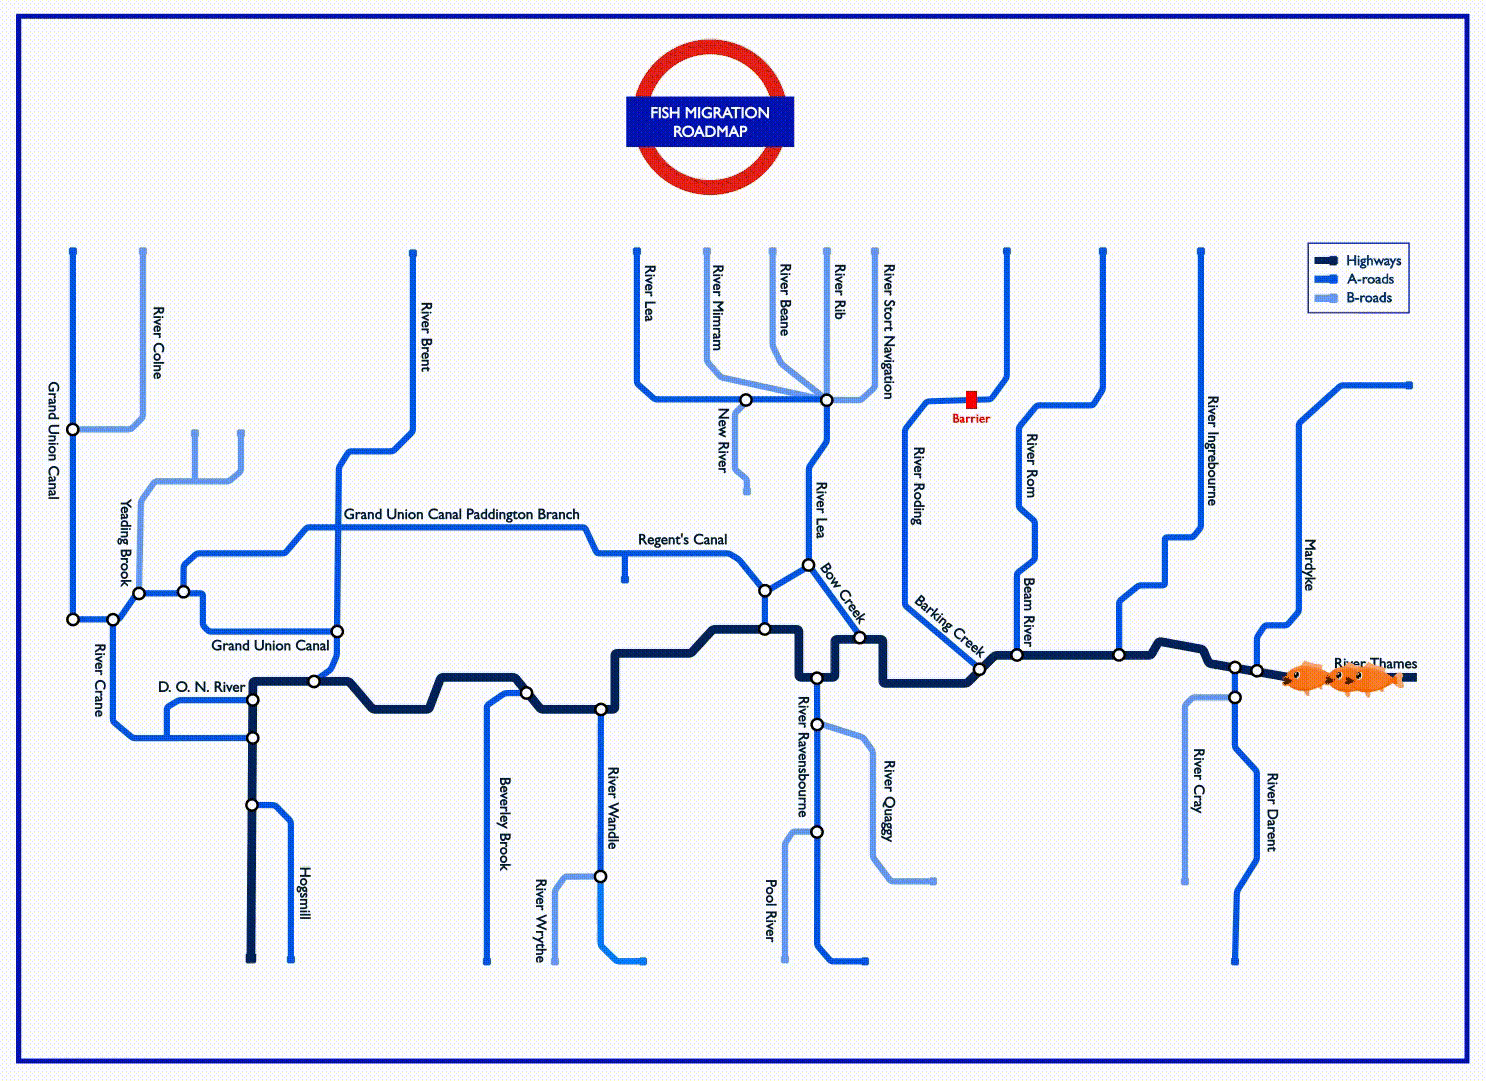 FISH MIGRATION
ROADMAP
Highways
A-roads
B-roads
River Colne
Grand Union Canal
River Brent
River Lea
River Mimram
River Beane
River Rib
River Stort Navigation
New River
Barrier
River Roding
River Rom
River Ingrebourne
Mardyke
Yeading Brook
Grand Union Canal Paddington Branch
Regent's Canal
River Lea
Bow Creek
Barking Creek
Beam River
Grand Union Canal
River Crane
D. O. N. River
River Thames
Hogsmill
Beverley Brook
River Wandle
River Wrythe
River Ravensbourne
River Quaggy
Pool River
River Cray
River Darent